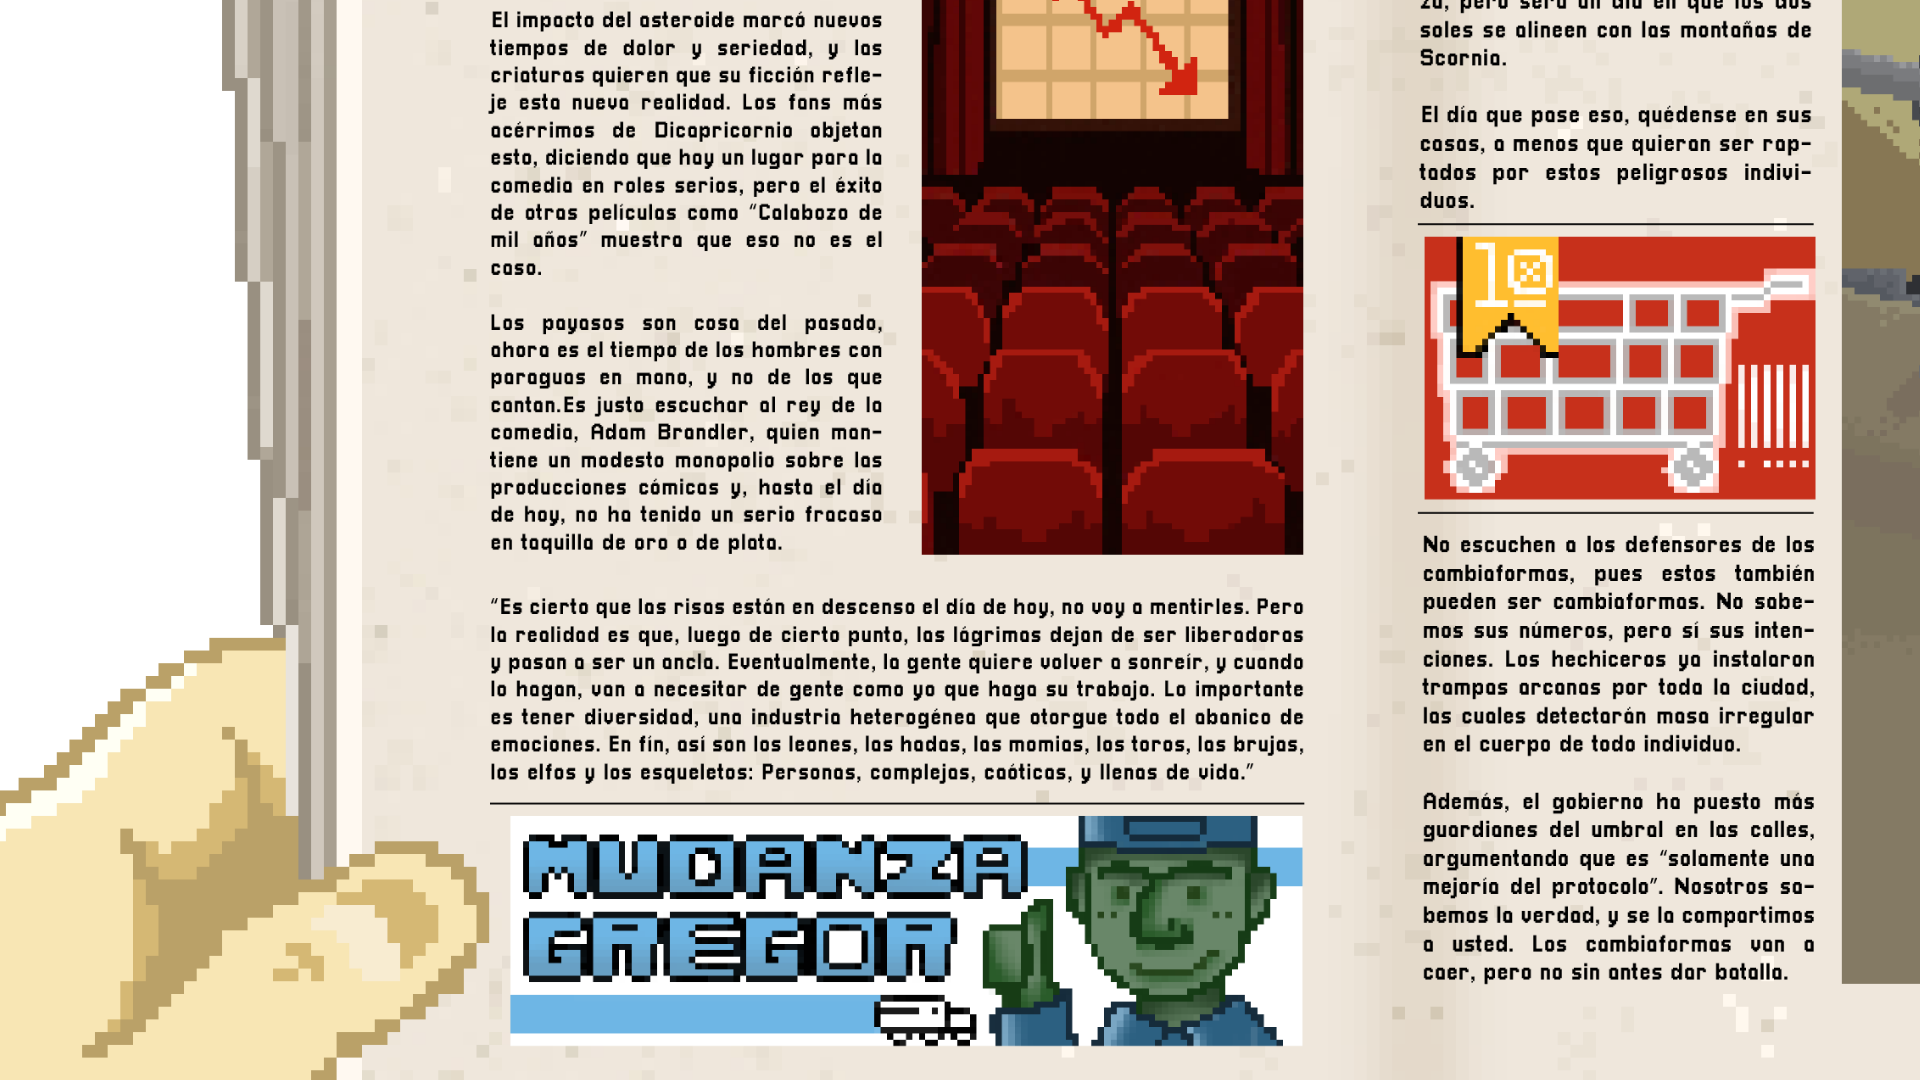 El impacto del asteroide marcó nuevos
tiempos de dolor y seriedad, y las
criaturas quieren que su ficción refle-
je esta nueva realidad. Los fans más
acérrimos de Dicapricornio objetan
esto, diciendo que hay un lugar para la
comedia en roles serios, pero el éxito
de otras películas como “Calabozo de
mil años” muestra que eso no es el
caso.
Los payasos son cosa del pasado,
ahora es el tiempo de los hombres con
paraguas en mano, y no de los que
cantan.Es justo escuchar al rey de la
comedia, Adam Brandler, quien man-
tiene un modesto monopolio sobre las
producciones cómicas y, hasta el día
de hoy, no ha tenido un serio fracaso
en taquilla de oro o de plata.
“Es cierto que las risas están en descenso el día de hoy, no voy a mentirles. Pero
la realidad es que, luego de cierto punto, las lágrimas dejan de ser liberadoras
y pasan a ser un ancla. Eventualmente, la gente quiere volver a sonreír, y cuando
lo hagan, van a necesitar de gente como yo que haga su trabajo. Lo importante
es tener diversidad, una industria heterogénea que otorgue todo el abanico de
emociones. En fín, así son los leones, las hadas, las momias, los toros, las brujas,
los elfos y los esqueletos: Personas, complejas, caóticas, y llenas de vida.”
MUDANZA
GREGOR
za, pero será un día en que los dos
soles se alineen con las montañas de
Scornia.
El día que pase eso, quédense en sus
casas, a menos que quieran ser rap-
tados por estos peligrosos indivi-
duos.
10
No escuchen a los defensores de los
cambiaformas, pues estos también
pueden ser cambiaformas. No sabe-
mos sus números, pero sí sus inten-
ciones. Los hechiceros ya instalaron
trampas arcanas por toda la ciudad,
las cuales detectarán masa irregular
en el cuerpo de todo individuo.
Además, el gobierno ha puesto más
guardianes del umbral en las calles,
argumentando que es “solamente una
mejoría del protocolo”. Nosotros sa-
bemos la verdad, y se la compartimos
a usted. Los cambiaformas van a
caer, pero no sin antes dar batalla.